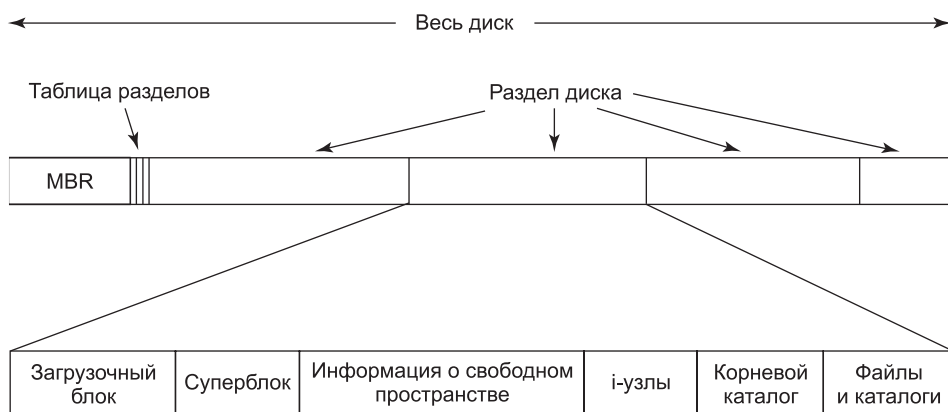 Весь диск
Таблица разделов
Раздел диска
MBR
Загрузочный
блок
Суперблок
Информация о свободном
пространстве
i-узлы
Корневой
каталог
Файлы
и каталоги